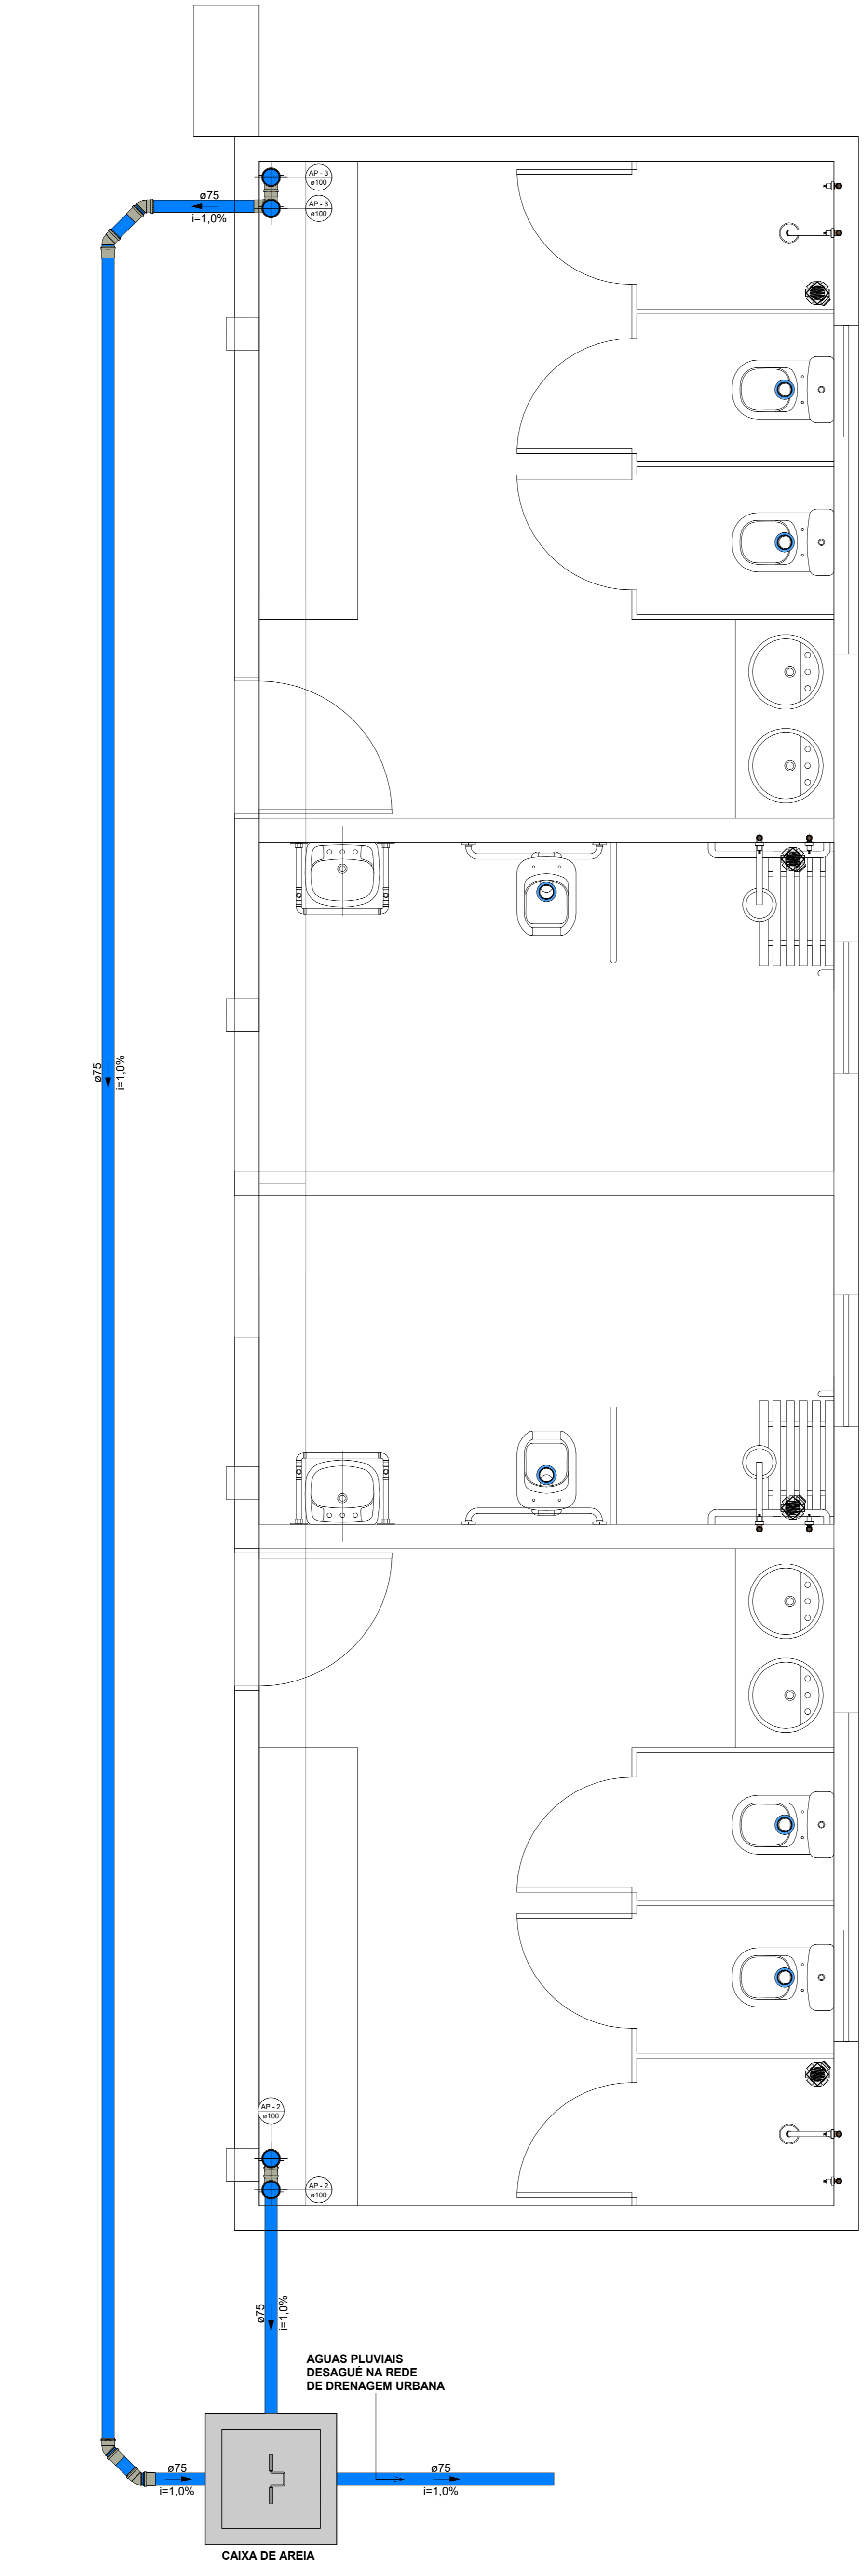 AP - 3
ø100
ø75
i=1,0%
AP - 3
ø100
ø75
i=1,0%
AP - 2
ø100
AP - 2
ø100
ø75
i=1,0%
AGUAS PLUVIAIS
DESAGUÉ NA REDE
DE DRENAGEM URBANA
ø75
i=1,0%
ø75
i=1,0%
CAIXA DE AREIA